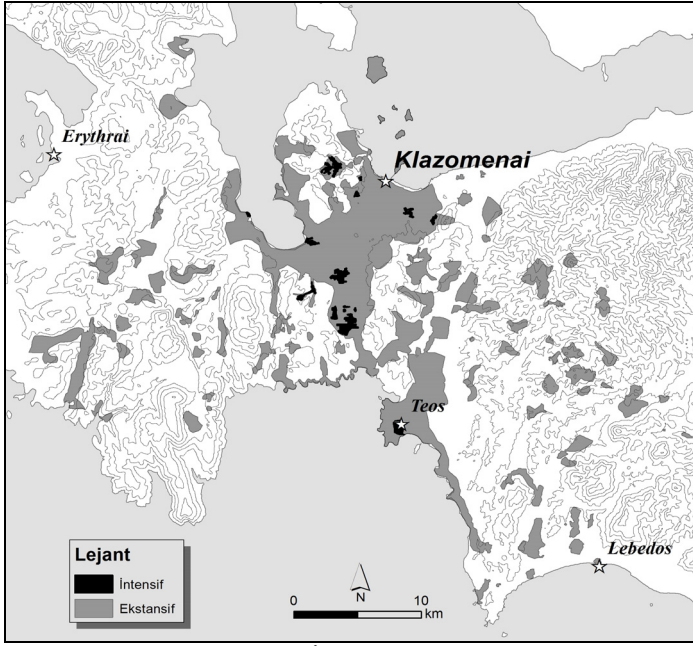 Erythrai
Klazomenai
Teos
Lebedos
Lejant
İntensif
Ekstansif
N
0 10
km